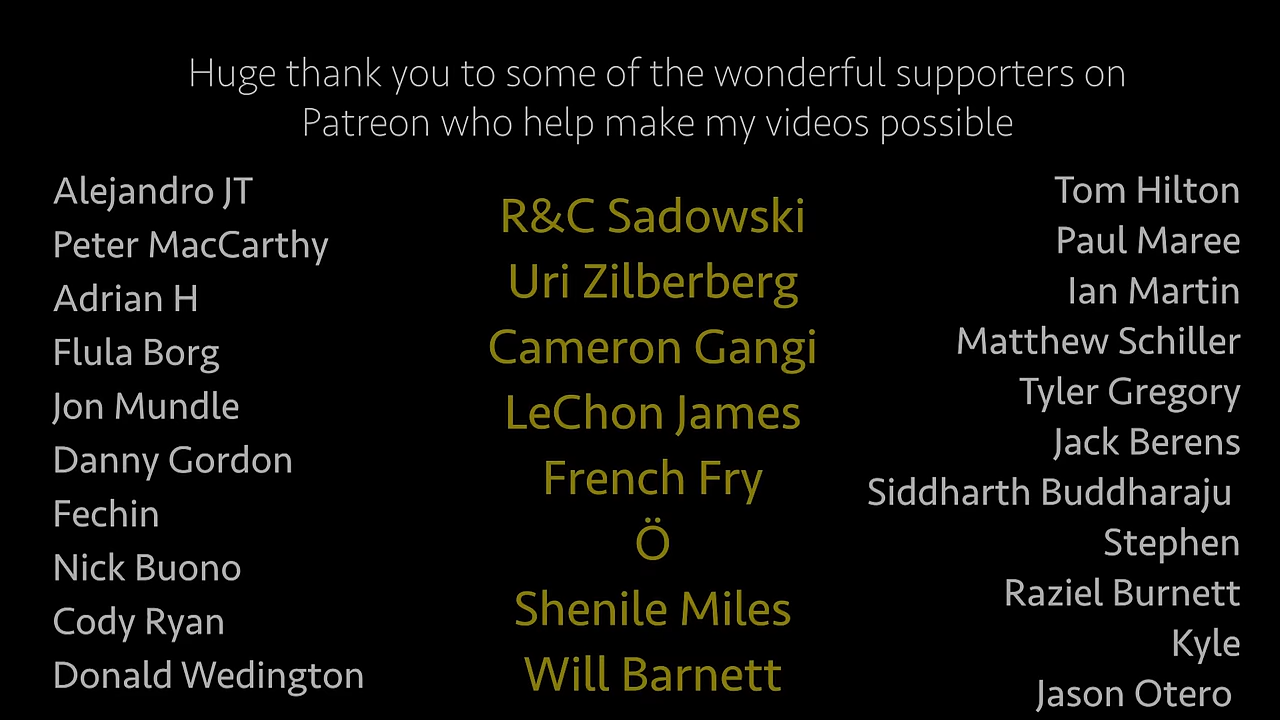 Huge thank you to some of the wonderful supporters on
Patreon who help make my videos possible
Alejandro JT
Peter MacCarthy
Adrian H
Flula Borg
Jon Mundle
Danny Gordon
Fechin
Nick Buono
Cody Ryan
Donald Wedington
R&C Sadowski
Uri Zilberberg
Cameron Gangi
LeChon James
French Fry
Ö
Shenile Miles
Will Barnett
Tom Hilton
Paul Maree
Ian Martin
Matthew Schiller
Tyler Gregory
Jack Berens
Siddharth Buddharaju
Stephen
Raziel Burnett
Kyle
Jason Otero